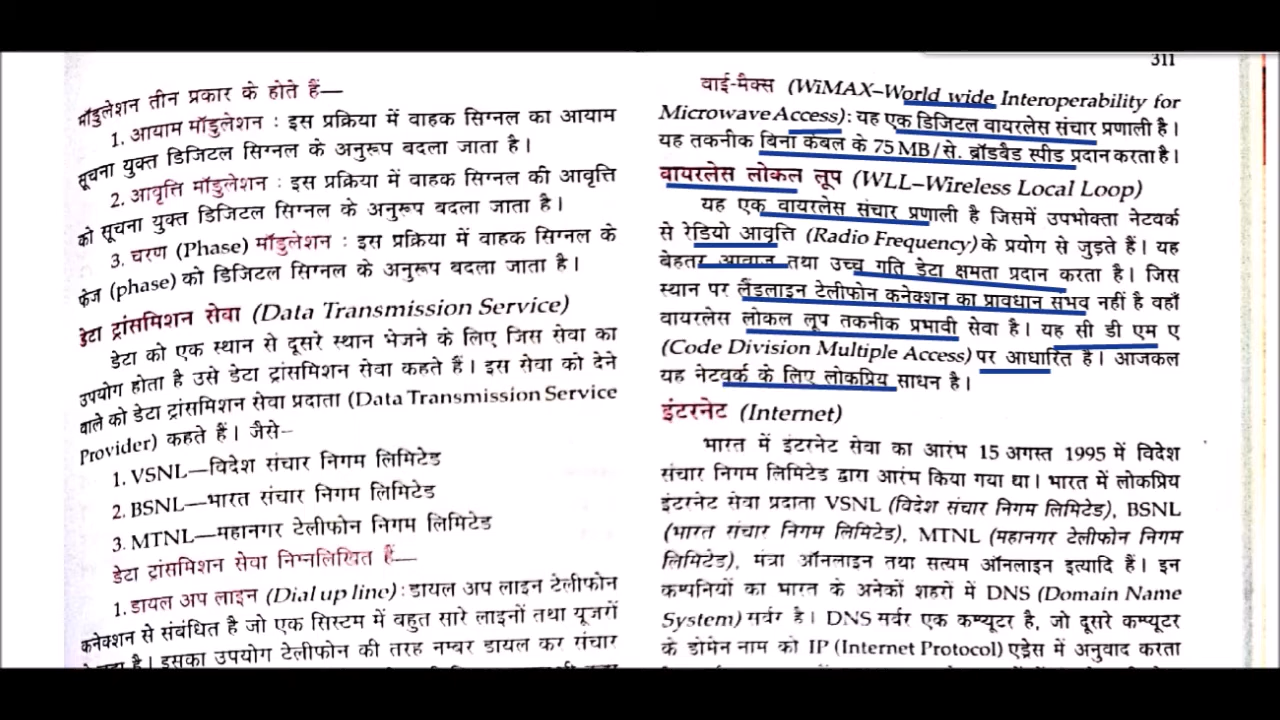 मॉडुलेशन तीन प्रकार के होते हैं—
1. आयाम मॉडुलेशन : इस प्रक्रिया में वाहक सिग्नल का आयाम
सूचना युक्त डिजिटल सिग्नल के अनुरूप बदला जाता है।
2. आवृत्ति मॉडुलेशन : इस प्रक्रिया में वाहक सिग्नल की आवृत्ति
को सूचना युक्त डिजिटल सिग्नल के अनुरूप बदला जाता है।
3. चरण (Phase) मॉडुलेशन : इस प्रक्रिया में वाहक सिग्नल के
फेज (phase) को डिजिटल सिग्नल के अनुरूप बदला जाता है।
डेटा ट्रांसमिशन सेवा (Data Transmission Service)
डेटा को एक स्थान से दूसरे स्थान भेजने के लिए जिस सेवा का
उपयोग होता है उसे डेटा ट्रांसमिशन सेवा कहते हैं। इस सेवा को देने
वाले को डेटा ट्रांसमिशन सेवा प्रदाता (Data Transmission Service
Provider) कहते हैं। जैसे–
1. VSNL—विदेश संचार निगम लिमिटेड
2. BSNL—भारत संचार निगम लिमिटेड
3. MTNL—महानगर टेलीफोन निगम लिमिटेड
डेटा ट्रांसमिशन सेवा निम्नलिखित हैं—
1. डायल अप लाइन (Dial up line) : डायल अप लाइन टेलीफोन
कनेक्शन से संबंधित है जो एक सिस्टम में बहुत सारे लाइनों तथा यूजरों
है। इसका उपयोग टेलीफोन की तरह नम्बर डायल कर संचार
311
वाई-मैक्स (WiMAX–World wide Interoperability for
Microwave Access) : यह एक डिजिटल वायरलेस संचार प्रणाली है।
यह तकनीक बिना केबल के 75 MB/से. ब्रॉडबैंड स्पीड प्रदान करता है।
वायरलेस लोकल लूप (WLL–Wireless Local Loop)
यह एक वायरलेस संचार प्रणाली है जिसमें उपभोक्ता नेटवर्क
से रेडियो आवृत्ति (Radio Frequency) के प्रयोग से जुड़ते हैं। यह
बेहतर आवाज तथा उच्च गति डेटा क्षमता प्रदान करता है। जिस
स्थान पर लैंडलाइन टेलीफोन कनेक्शन का प्रावधान संभव नहीं है वहाँ
वायरलेस लोकल लूप तकनीक प्रभावी सेवा है। यह सी डी एम ए
(Code Division Multiple Access) पर आधारित है। आजकल
यह नेटवर्क के लिए लोकप्रिय साधन है।
इंटरनेट (Internet)
भारत में इंटरनेट सेवा का आरंभ 15 अगस्त 1995 में विदेश
संचार निगम लिमिटेड द्वारा आरंभ किया गया था। भारत में लोकप्रिय
इंटरनेट सेवा प्रदाता VSNL (विदेश संचार निगम लिमिटेड), BSNL
(भारत संचार निगम लिमिटेड), MTNL (महानगर टेलीफोन निगम
लिमिटेड), मंत्रा ऑनलाइन तथा सत्यम ऑनलाइन इत्यादि हैं। इन
कम्पनियों का भारत के अनेकों शहरों में DNS (Domain Name
System) सर्वर है। DNS सर्वर एक कम्प्यूटर है, जो दूसरे कम्प्यूटर
के डोमेन नाम को IP (Internet Protocol) एड्रेस में अनुवाद करता